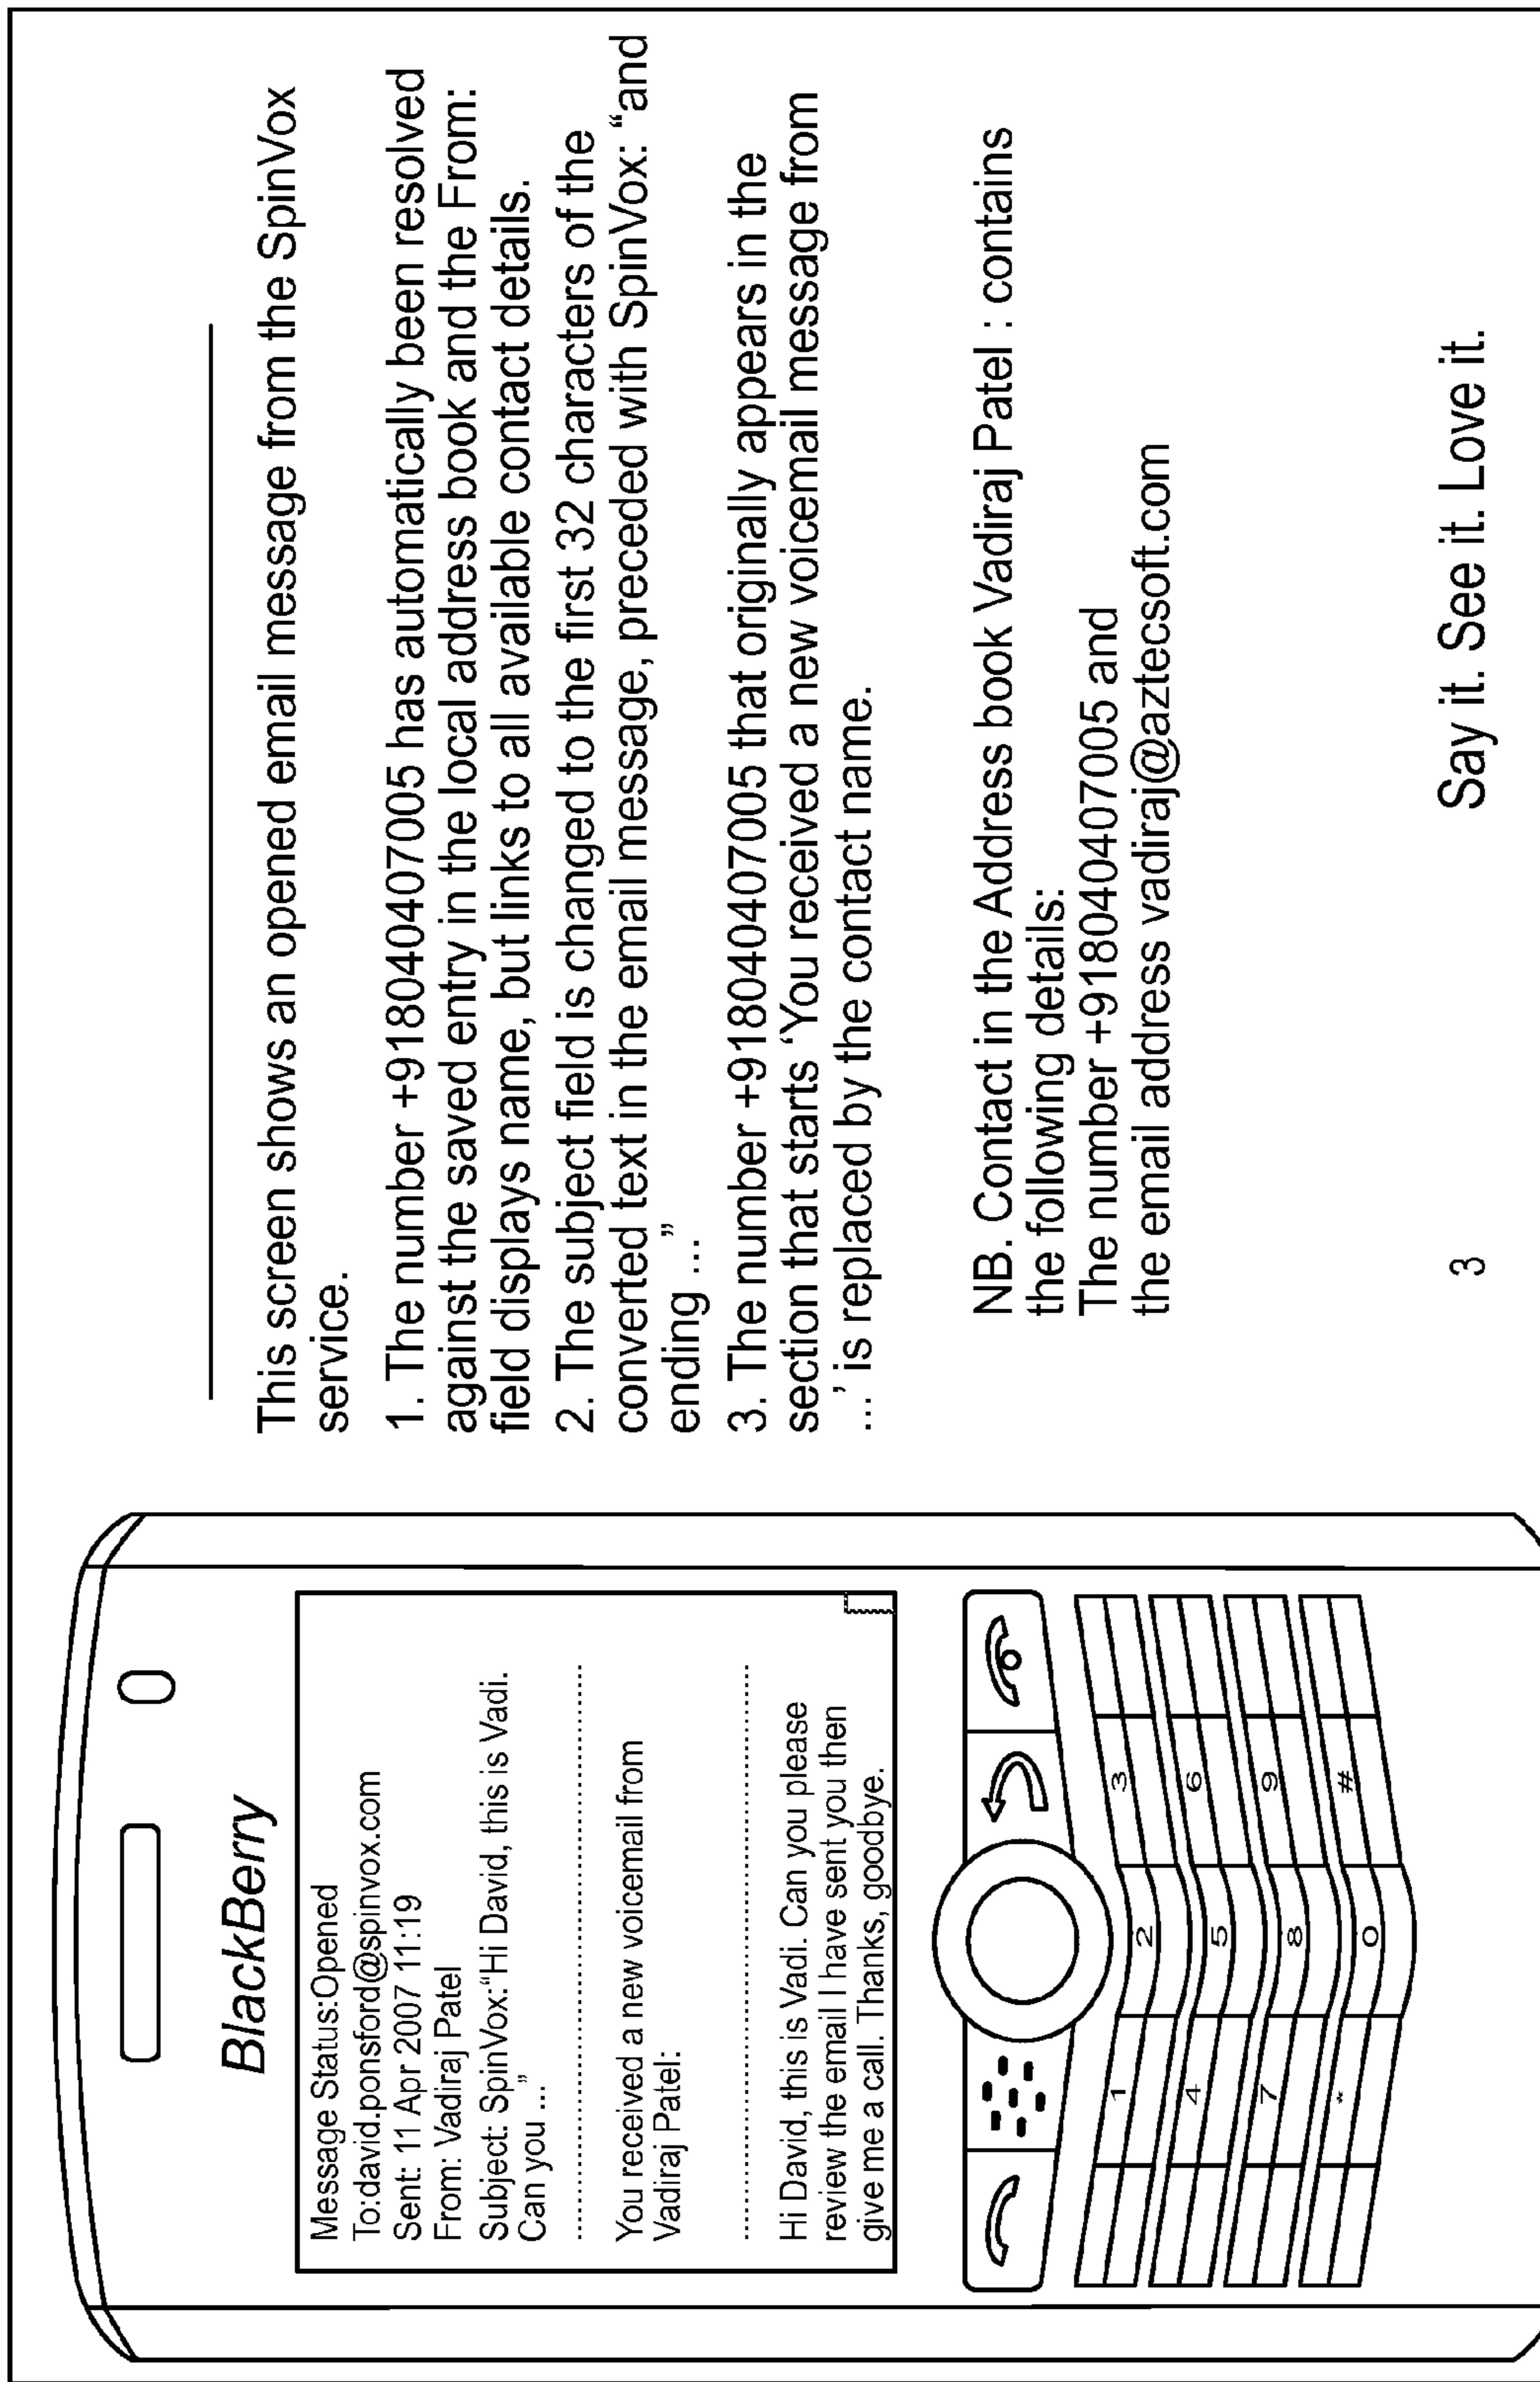 BlackBerry
Message Status:Opened
To:david.ponsford@spinvox.com
Sent: 11 Apr 2007 11:19
From: Vadiraj Patel
Subject: SpinVox:“Hi David, this is Vadi.
Can you ...”
You received a new voicemail from
Vadiraj Patel:
Hi David, this is Vadi. Can you please
review the email I have sent you then
give me a call. Thanks, goodbye.
1 2 3
4 5 6
7 8 9
* 0 #
This screen shows an opened email message from the SpinVox
service.
1. The number +918040407005 has automatically been resolved
against the saved entry in the local address book and the From:
field displays name, but links to all available contact details.
2. The subject field is changed to the first 32 characters of the
converted text in the email message, preceded with SpinVox: “and
ending ...”
3. The number +918040407005 that originally appears in the
section that starts ‘You received a new voicemail message from
...’ is replaced by the contact name.
NB. Contact in the Address book Vadiraj Patel : contains
the following details:
The number +918040407005 and
the email address vadiraj@aztecsoft.com
3
Say it. See it. Love it.